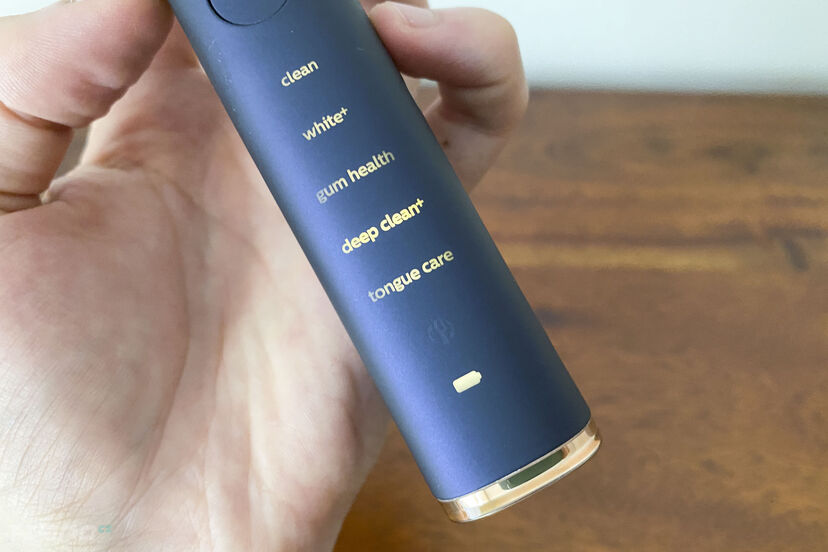 clean
white+
gum health
deep clean+
tongue care